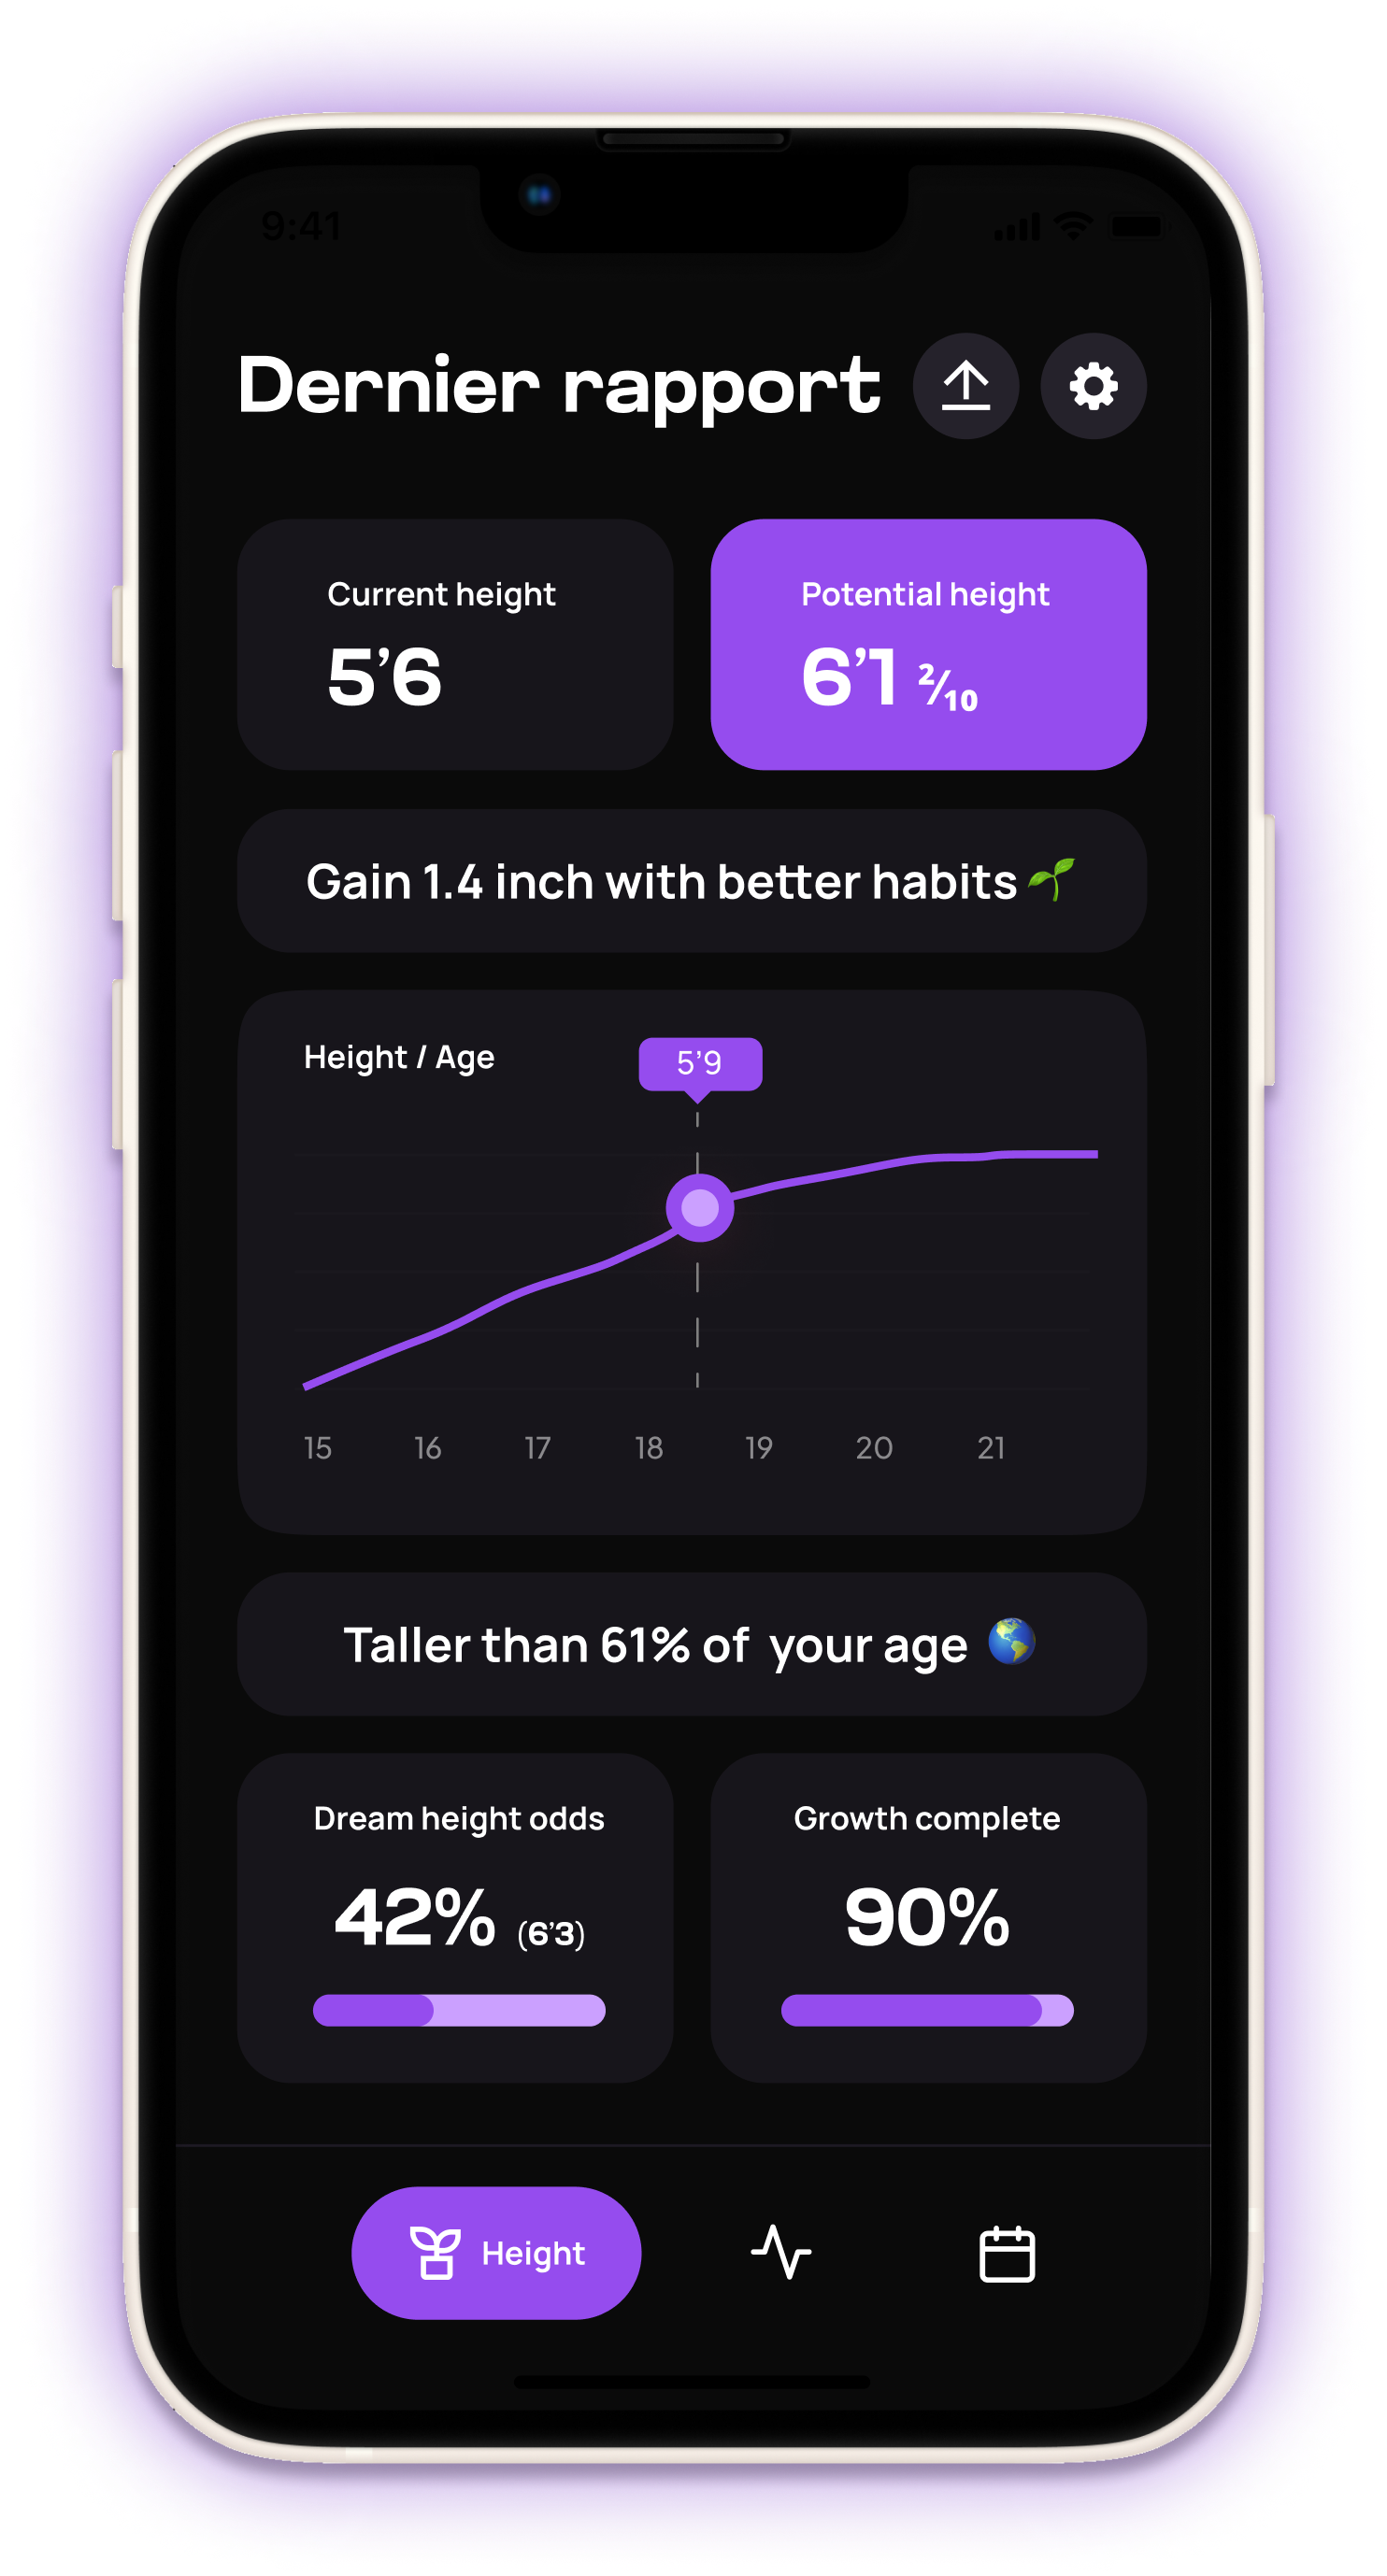 9:41
Dernier rapport
Current height
5’6
Potential height
6’1 ²⁄₁₀
Gain 1.4 inch with better habits🌱
Height / Age
5’9
15 16 17 18 19 20 21
Taller than 61% of your age 🌎
Dream height odds
42% (6’3)
Growth complete
90%
Height